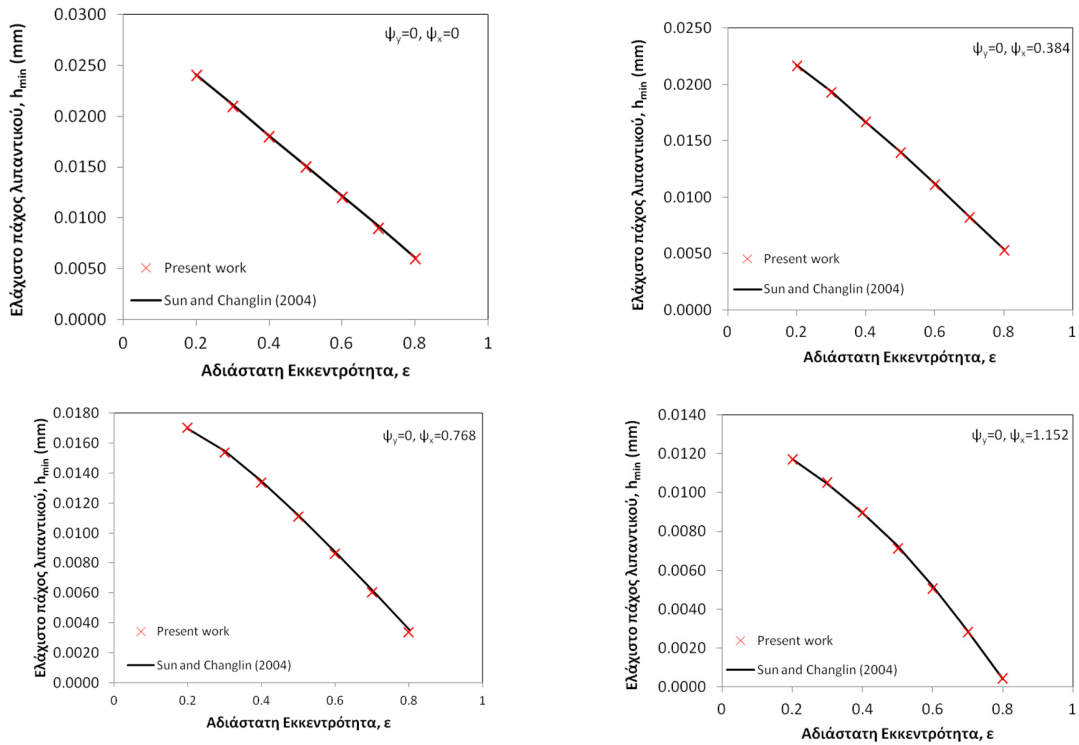 Ελάχιστο πάχος λιπαντικού, hmin (mm)
0.0300
0.0250
0.0200
0.0150
0.0100
0.0050
0.0000
ψy=0, ψx=0
Present work
Sun and Changlin (2004)
0
0.2
0.4
0.6
0.8
1
Αδιάστατη Εκκεντρότητα, ε
Ελάχιστο πάχος λιπαντικού, hmin (mm)
0.0250
0.0200
0.0150
0.0100
0.0050
0.0000
ψy=0, ψx=0.384
Present work
Sun and Changlin (2004)
0
0.2
0.4
0.6
0.8
1
Αδιάστατη Εκκεντρότητα, ε
Ελάχιστο πάχος λιπαντικού, hmin (mm)
0.0180
0.0160
0.0140
0.0120
0.0100
0.0080
0.0060
0.0040
0.0020
0.0000
ψy=0, ψx=0.768
Present work
Sun and Changlin (2004)
0
0.2
0.4
0.6
0.8
1
Αδιάστατη Εκκεντρότητα, ε
Ελάχιστο πάχος λιπαντικού, hmin (mm)
0.0140
0.0120
0.0100
0.0080
0.0060
0.0040
0.0020
0.0000
ψy=0, ψx=1.152
Present work
Sun and Changlin (2004)
0
0.2
0.4
0.6
0.8
1
Αδιάστατη Εκκεντρότητα, ε